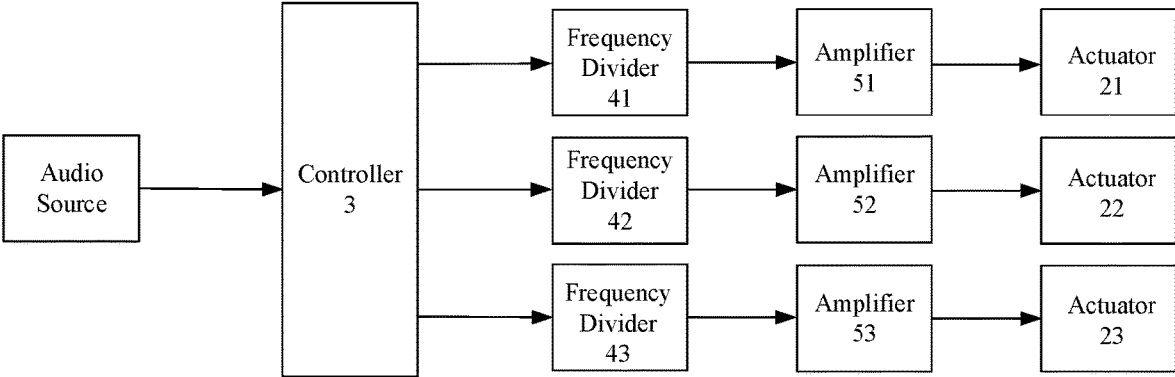 Audio
Source
Controller
3
Frequency
Divider
41
Amplifier
51
Actuator
21
Frequency
Divider
42
Amplifier
52
Actuator
22
Frequency
Divider
43
Amplifier
53
Actuator
23